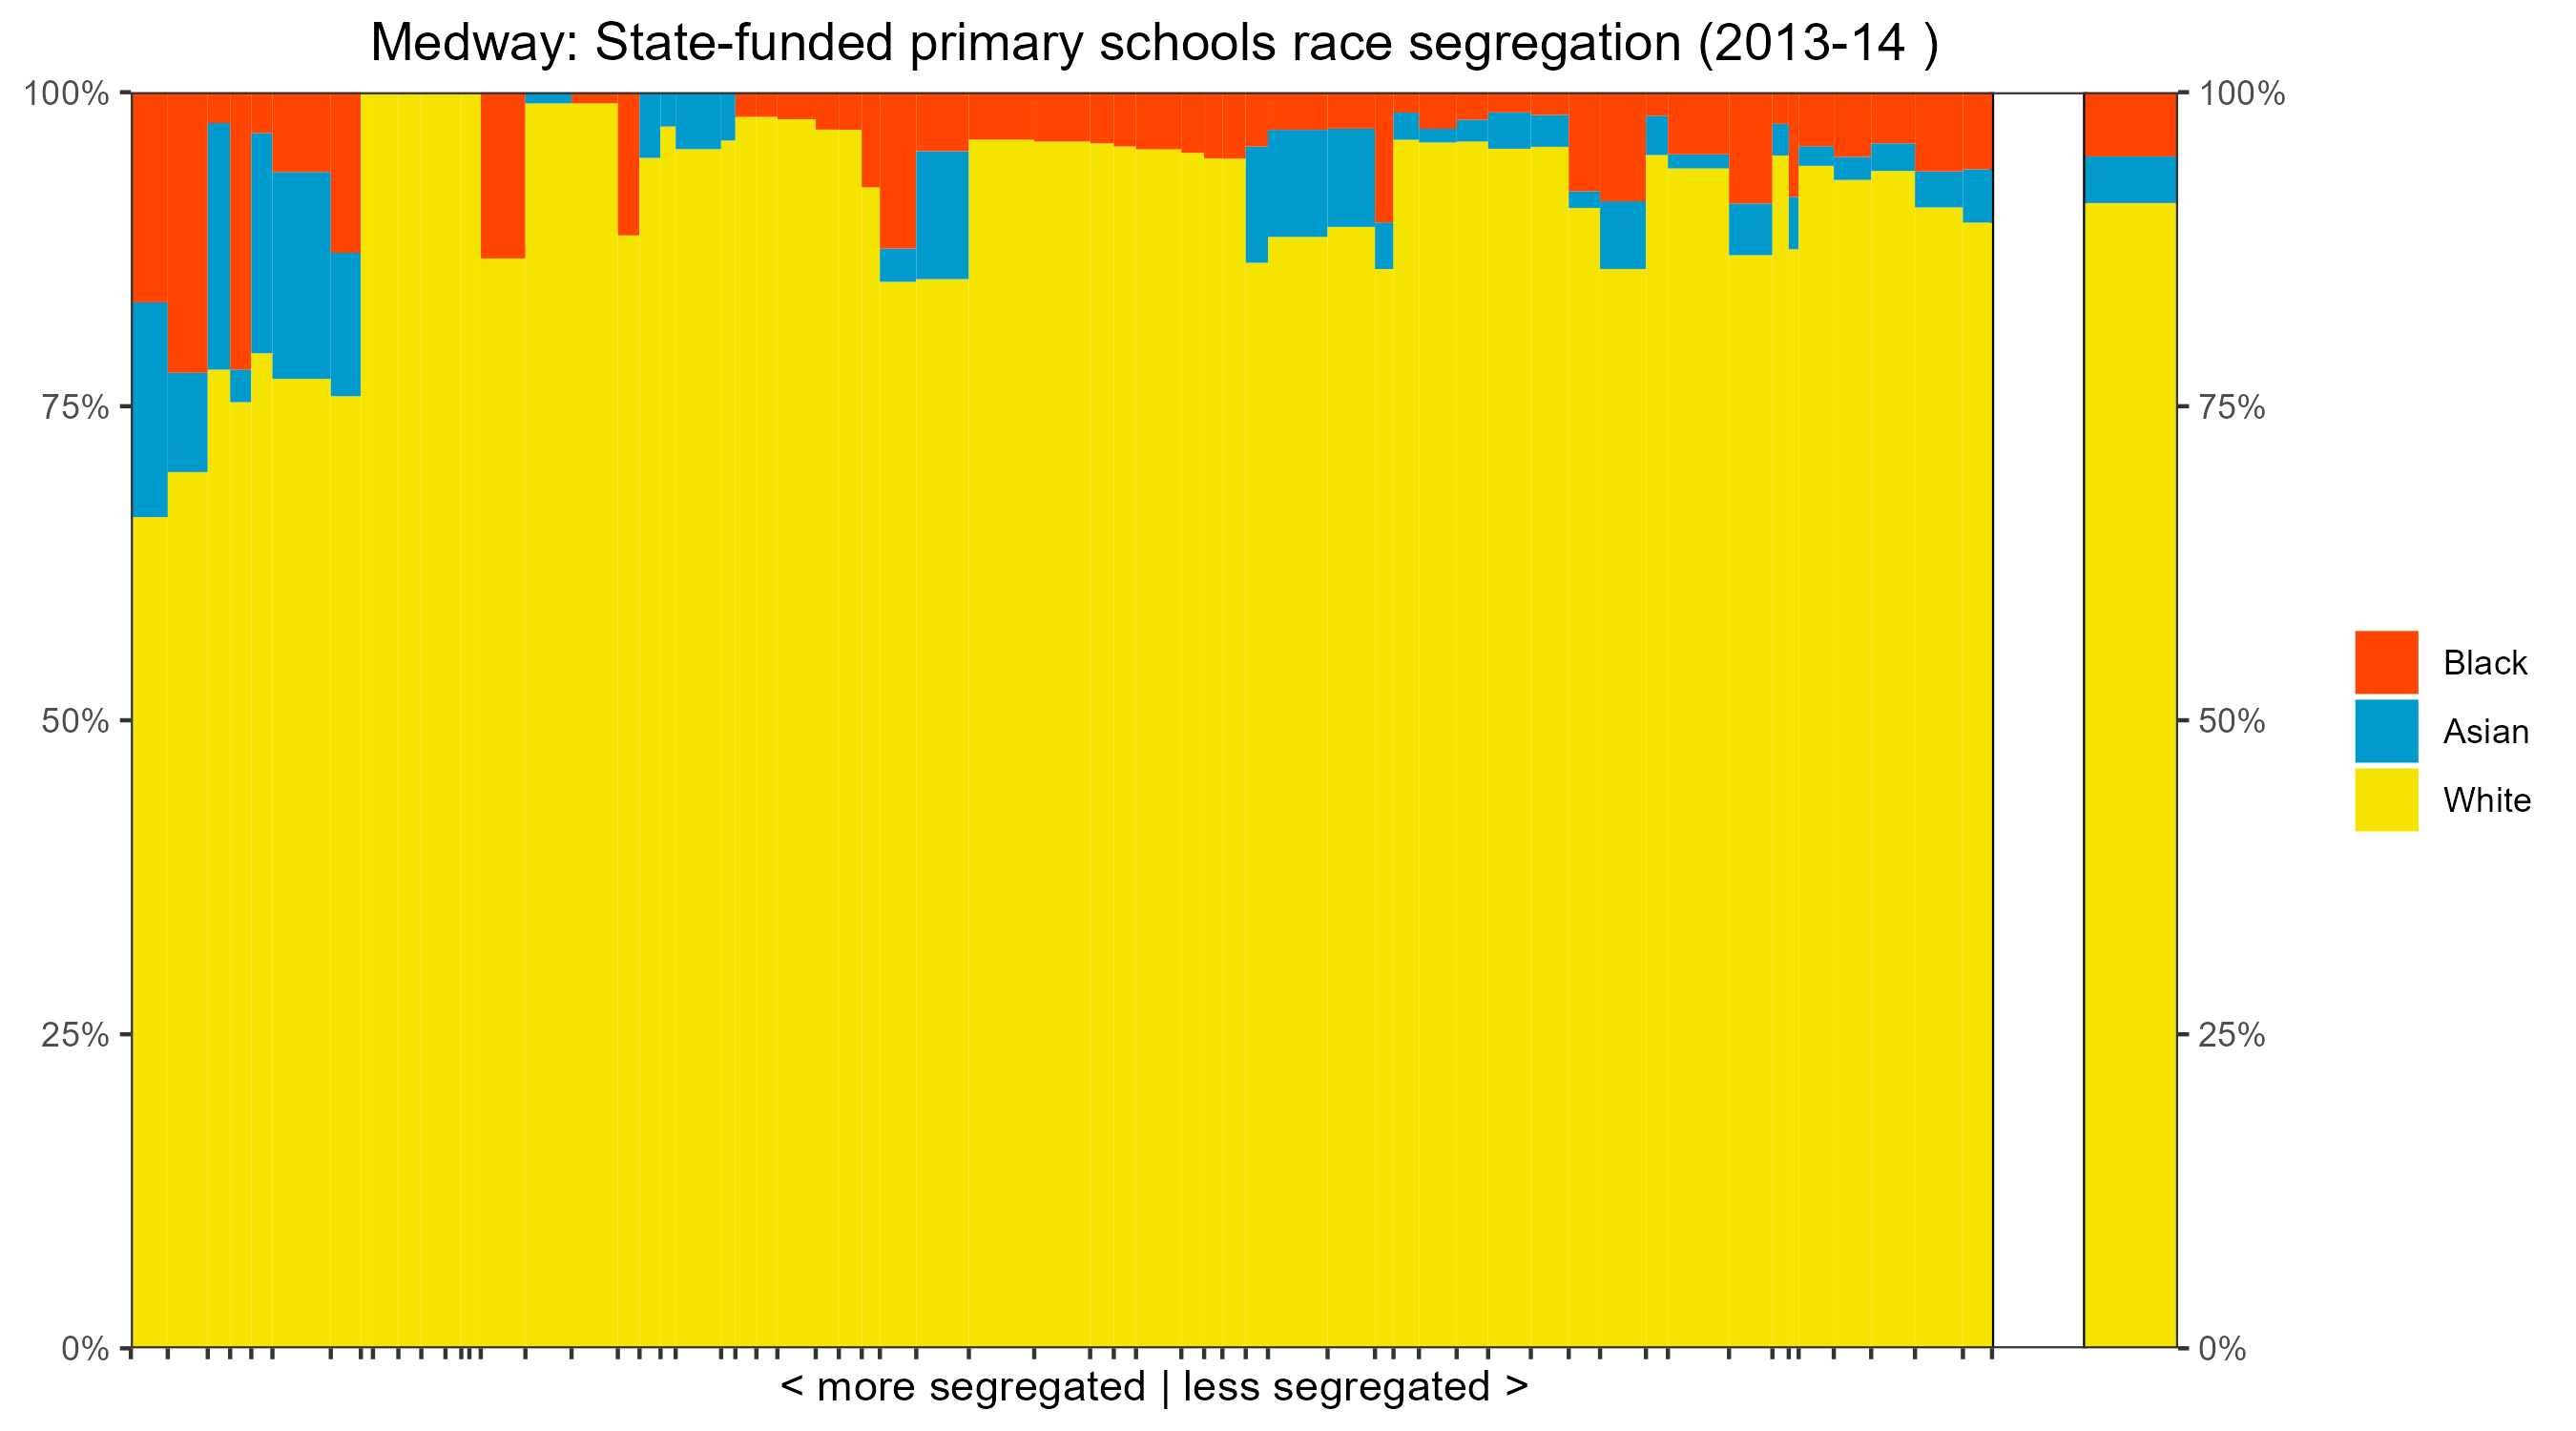 Medway: State-funded primary schools race segregation (2013-14 )
100%
75%
50%
25%
0%
100%
75%
50%
25%
0%
Black
Asian
White
< more segregated | less segregated >